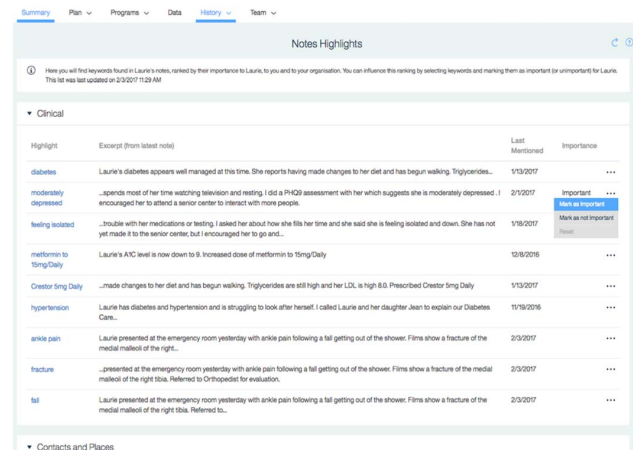 Summary Plan Programs Data History Team
Notes Highlights
Here you will find keywords found in Laurie's notes, ranked by their importance to Laurie, to you and to your organisation. You can influence this ranking by selecting keywords and marking them as important (or unimportant) for Laurie.
This list was last updated on 2/3/2017 11:29 AM
Clinical
Highlight Excerpt (from latest note) Last Mentioned Importance
diabetes Laurie's diabetes appears well managed at this time. She reports having made changes to her diet and has begun walking. Triglycerides... 1/13/2017 ...
moderately depressed ...spends most of her time watching television and resting. I did a PHQ9 assessment with her which suggests she is moderately depressed . I 2/1/2017 Important ...
encouraged her to attend a senior center to interact with more people.
Mark as important
Mark as not important
Reset
feeling isolated ...trouble with her medications or testing. I asked her about how she fills her time and she said she is feeling isolated and down. She has not 1/18/2017
yet made it to the senior center, but I encouraged her to go and...
metformin to 15mg/Daily Laurie's A1C level is now down to 9. Increased dose of metformin to 15mg/Daily 12/8/2016 ...
Crestor 5mg Daily ...made changes to her diet and has begun walking. Triglycerides are still high and her LDL is high 8.0. Prescribed Crestor 5mg Daily 1/13/2017 ...
hypertension Laurie has diabetes and hypertension and is struggling to look after herself. I called Laurie and her daughter Jean to explain our Diabetes 11/19/2016 ...
Care...
ankle pain Laurie presented at the emergency room yesterday with ankle pain following a fall getting out of the shower. Films show a fracture of the 2/3/2017 ...
medial malleoli of the right...
fracture ...presented at the emergency room yesterday with ankle pain following a fall getting out of the shower. Films show a fracture of the medial 2/3/2017 ...
malleoli of the right tibia. Referred to Orthopedist for evaluation.
fall Laurie presented at the emergency room yesterday with ankle pain following a fall getting out of the shower. Films show a fracture of the 2/3/2017 ...
medial malleoli of the right tibia. Referred to...
Contacts and Places